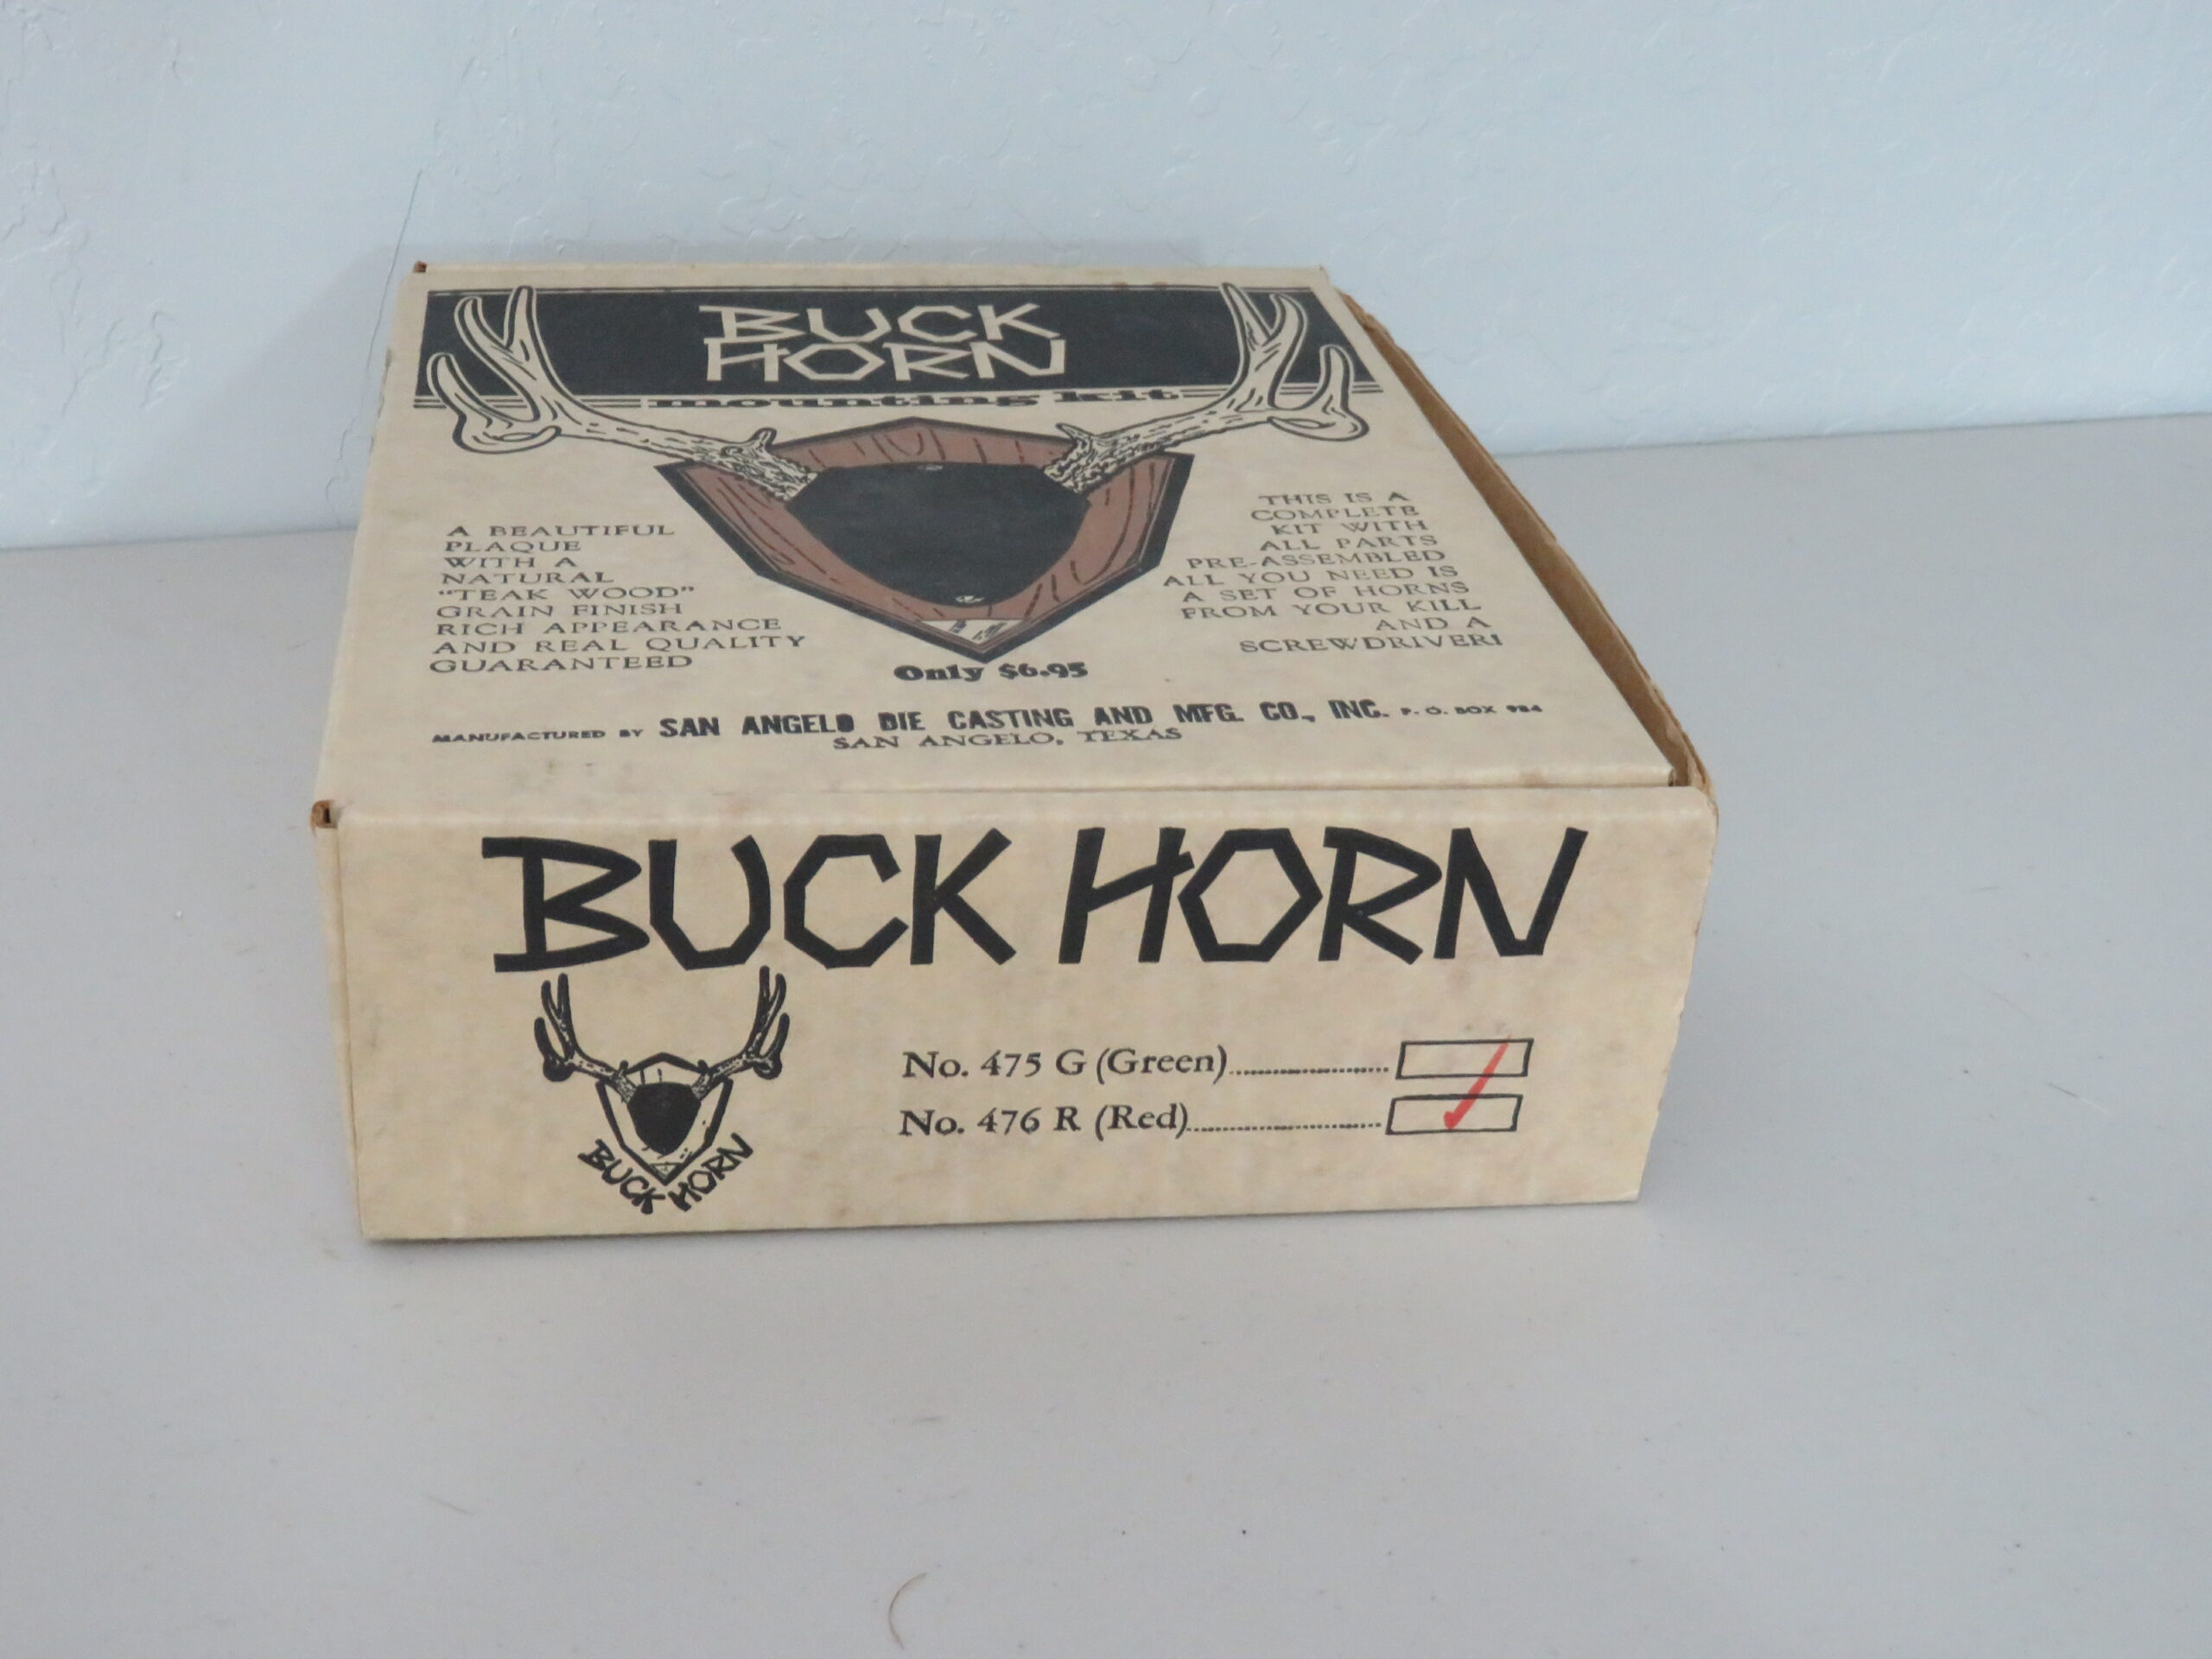 BUCK
HORN
mounting kit
A BEAUTIFUL
PLAQUE
WITH A
NATURAL
"TEAK WOOD"
GRAIN FINISH
RICH APPEARANCE
AND REAL QUALITY
GUARANTEED
THIS IS A
COMPLETE
KIT WITH
ALL PARTS
PRE-ASSEMBLED
ALL YOU NEED IS
A SET OF HORNS
FROM YOUR KILL
AND A
SCREWDRIVER!
Only $6.95
MANUFACTURED BY SAN ANGELO DIE CASTING AND MFG. CO., INC. P. O. BOX 984
SAN ANGELO, TEXAS
BUCK HORN
BUCK HORN
No. 475 G (Green)
No. 476 R (Red)